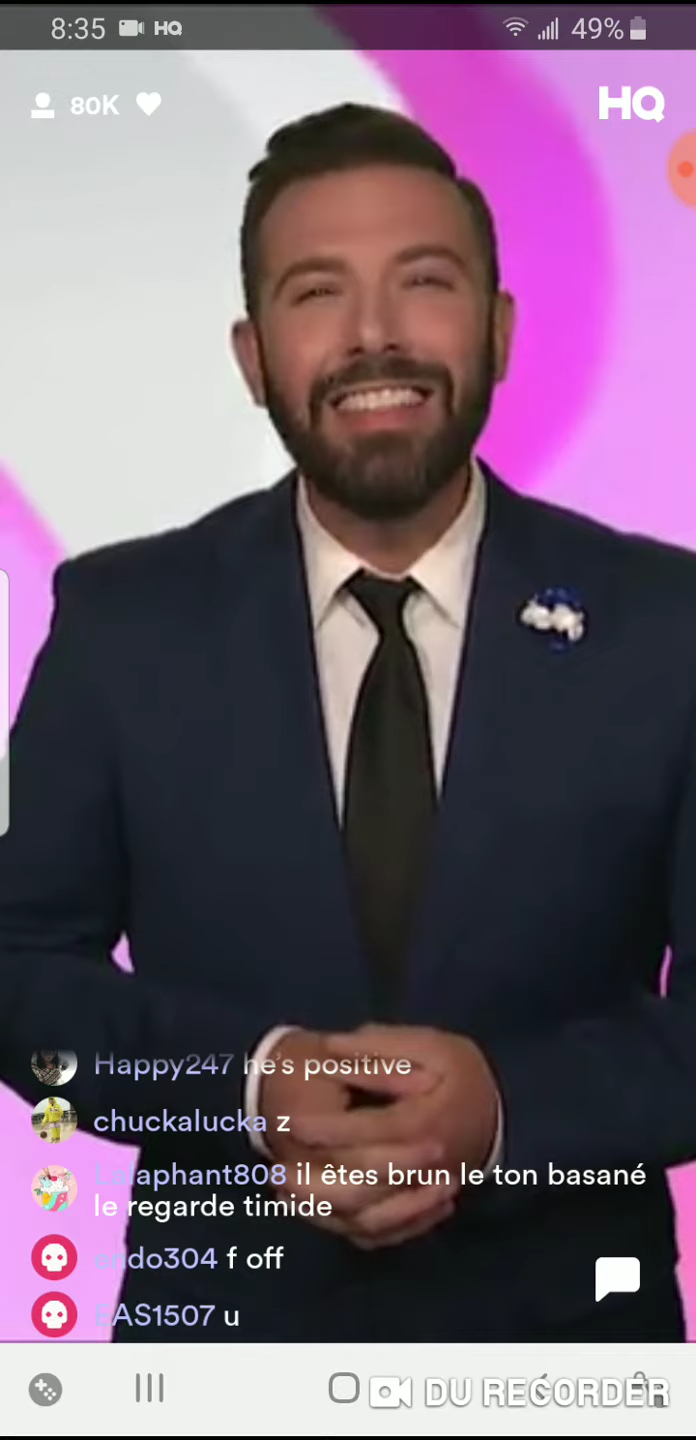 8:35 HQ 49%
80K HQ
Happy247 he's positive
chuckalucka z
Lalaphant808 il êtes brun le ton basané
le regarde timide
endo304 f off
EAS1507 u
DU RECORDER